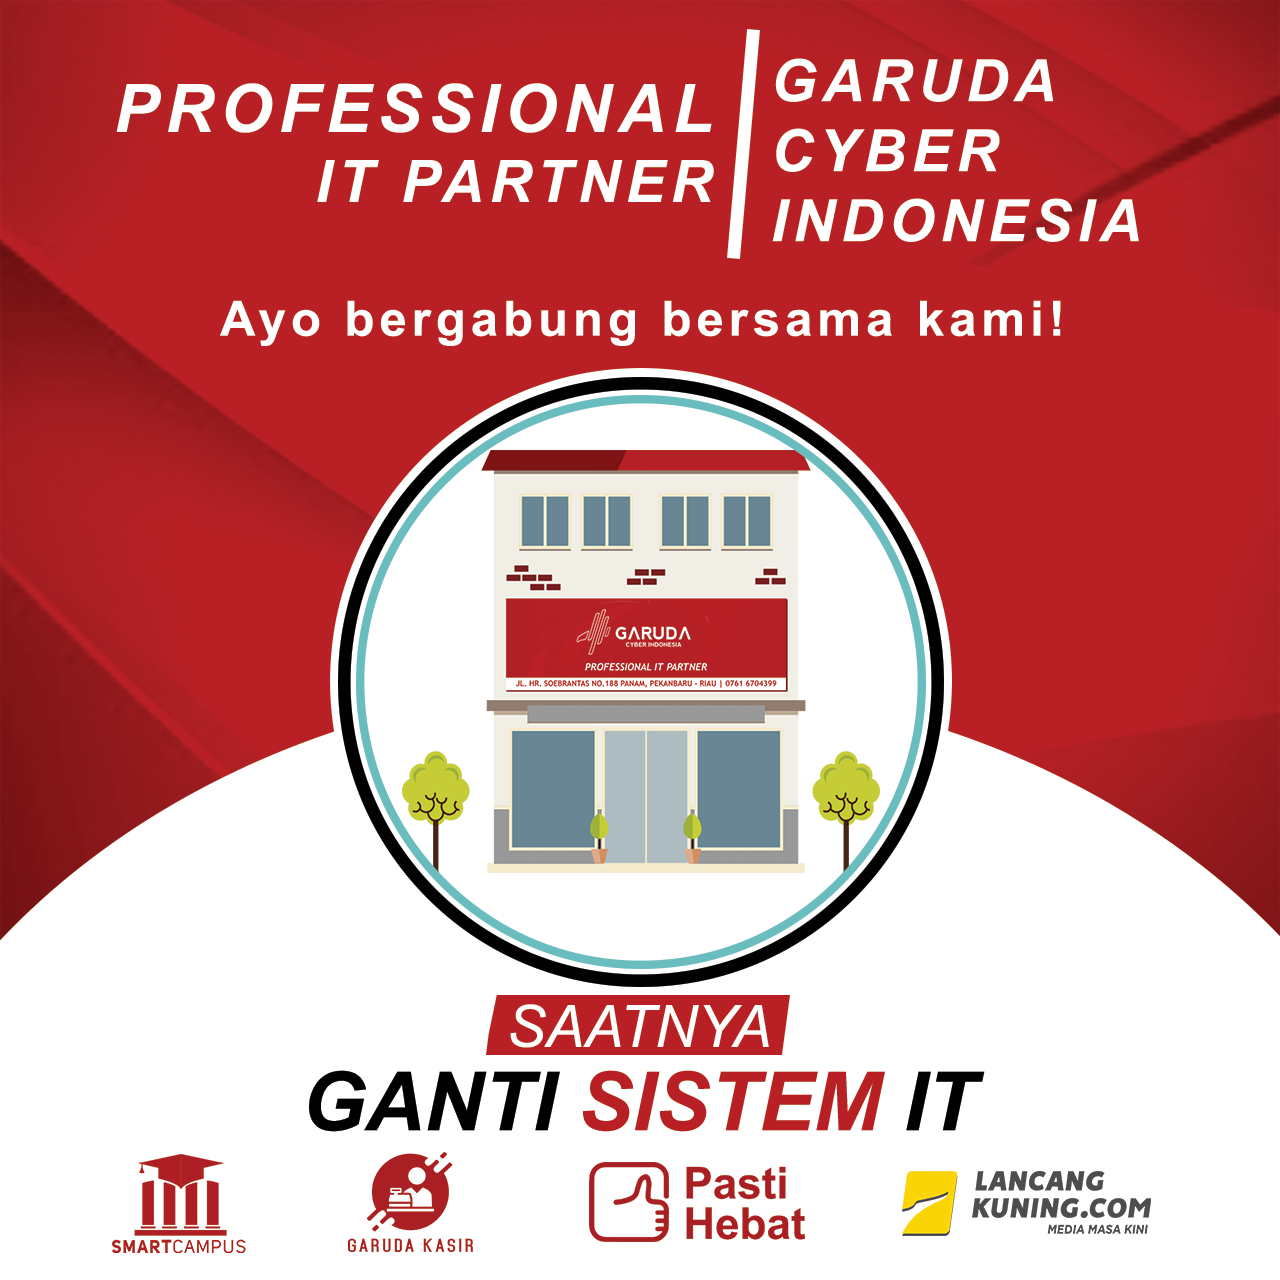 PROFESSIONAL
IT PARTNER
GARUDA
CYBER
INDONESIA
Ayo bergabung bersama kami!
GARUDA
CYBER INDONESIA
PROFESSIONAL IT PARTNER
JL. HR. SOEBRANTAS NO.188 PANAM, PEKANBARU - RIAU | 0761 6704399
SAATNYA
GANTI SISTEM IT
SMARTCAMPUS
GARUDA KASIR
Pasti
Hebat
LANCANG
KUNING.COM
MEDIA MASA KINI